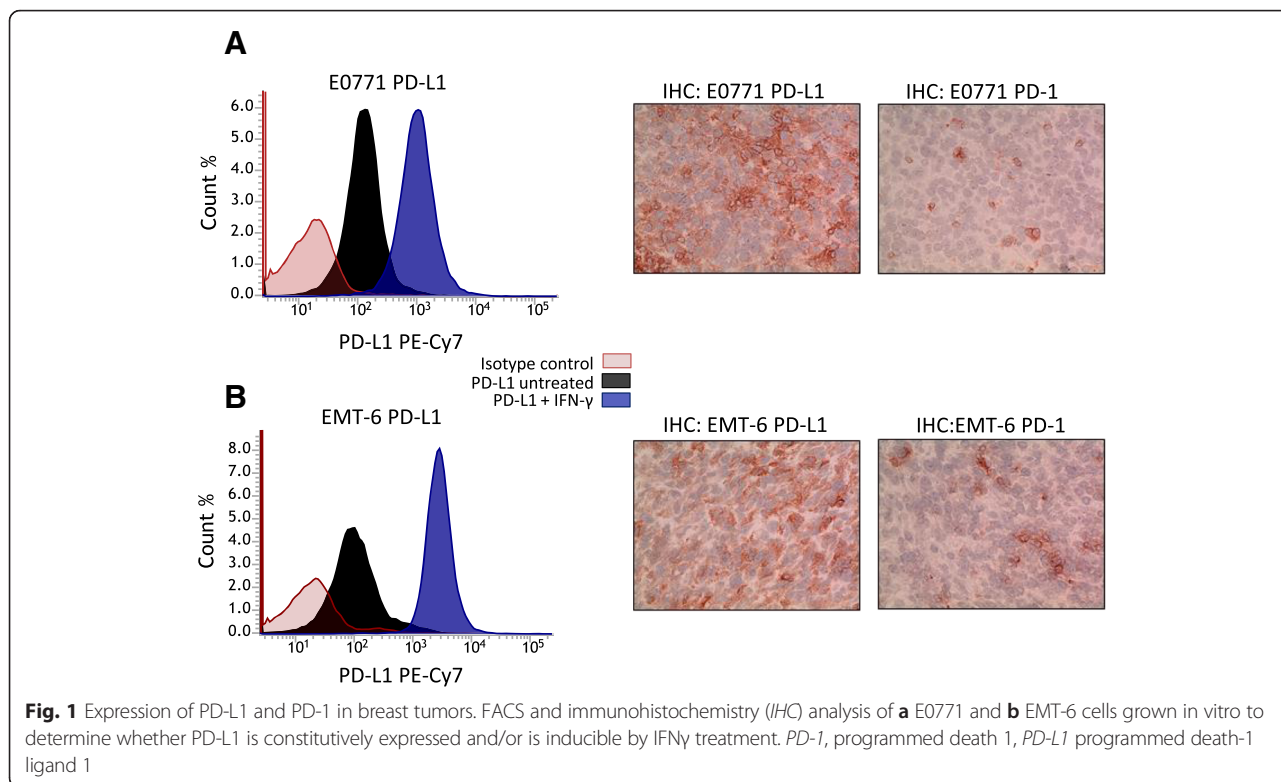 A
E0771 PD-L1
Count %
6.0
5.0
4.0
3.0
2.0
1.0
0.0
10¹ 10² 10³ 10⁴ 10⁵
PD-L1 PE-Cy7
IHC: E0771 PD-L1
IHC: E0771 PD-1
Isotype control
PD-L1 untreated
PD-L1 + IFN-γ
B
EMT-6 PD-L1
Count %
8.0
7.0
6.0
5.0
4.0
3.0
2.0
1.0
0.0
10¹ 10² 10³ 10⁴ 10⁵
PD-L1 PE-Cy7
IHC: EMT-6 PD-L1
IHC:EMT-6 PD-1
Fig. 1 Expression of PD-L1 and PD-1 in breast tumors. FACS and immunohistochemistry (IHC) analysis of a E0771 and b EMT-6 cells grown in vitro to
determine whether PD-L1 is constitutively expressed and/or is inducible by IFNγ treatment. PD-1, programmed death 1, PD-L1 programmed death-1
ligand 1